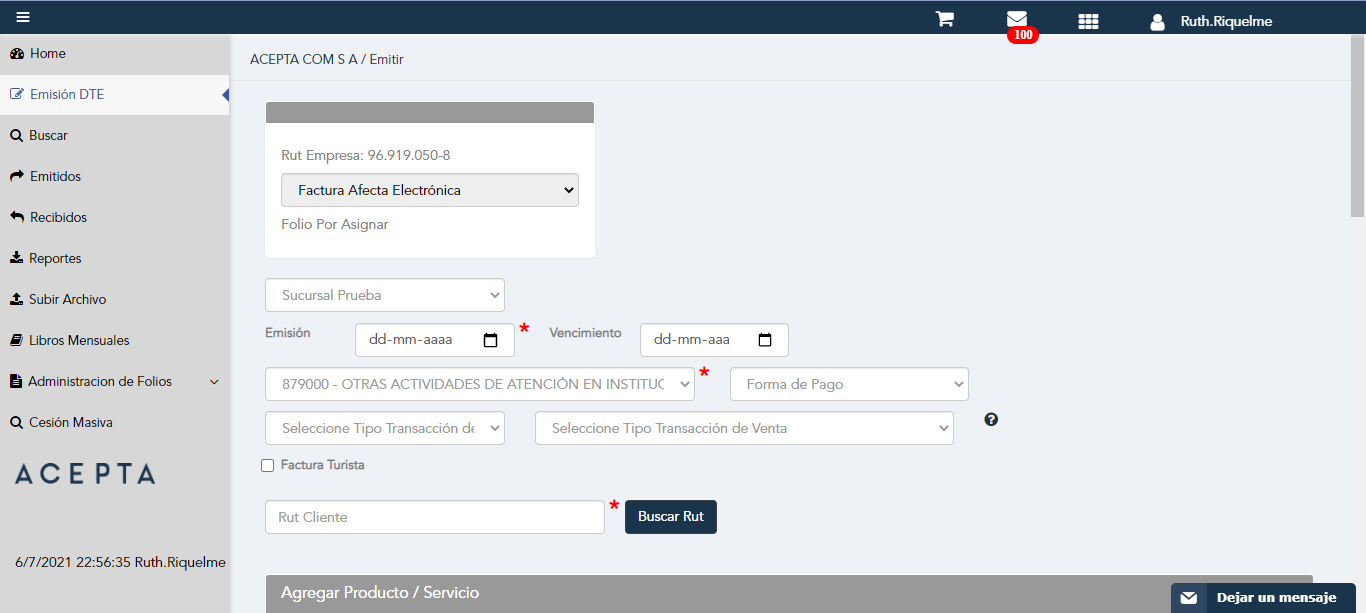 100
Ruth.Riquelme
Home
Emisión DTE
Buscar
Emitidos
Recibidos
Reportes
Subir Archivo
Libros Mensuales
Administracion de Folios
Cesión Masiva
ACEPTA
6/7/2021 22:56:35 Ruth.Riquelme
ACEPTA COM S A / Emitir
Rut Empresa: 96.919.050-8
Factura Afecta Electrónica
Folio Por Asignar
Sucursal Prueba
Emisión dd-mm-aaaa * Vencimiento dd-mm-aaa
879000 - OTRAS ACTIVIDADES DE ATENCIÓN EN INSTITUC * Forma de Pago
Seleccione Tipo Transacción de Seleccione Tipo Transacción de Venta ?
Factura Turista
Rut Cliente * Buscar Rut
Agregar Producto / Servicio
Dejar un mensaje